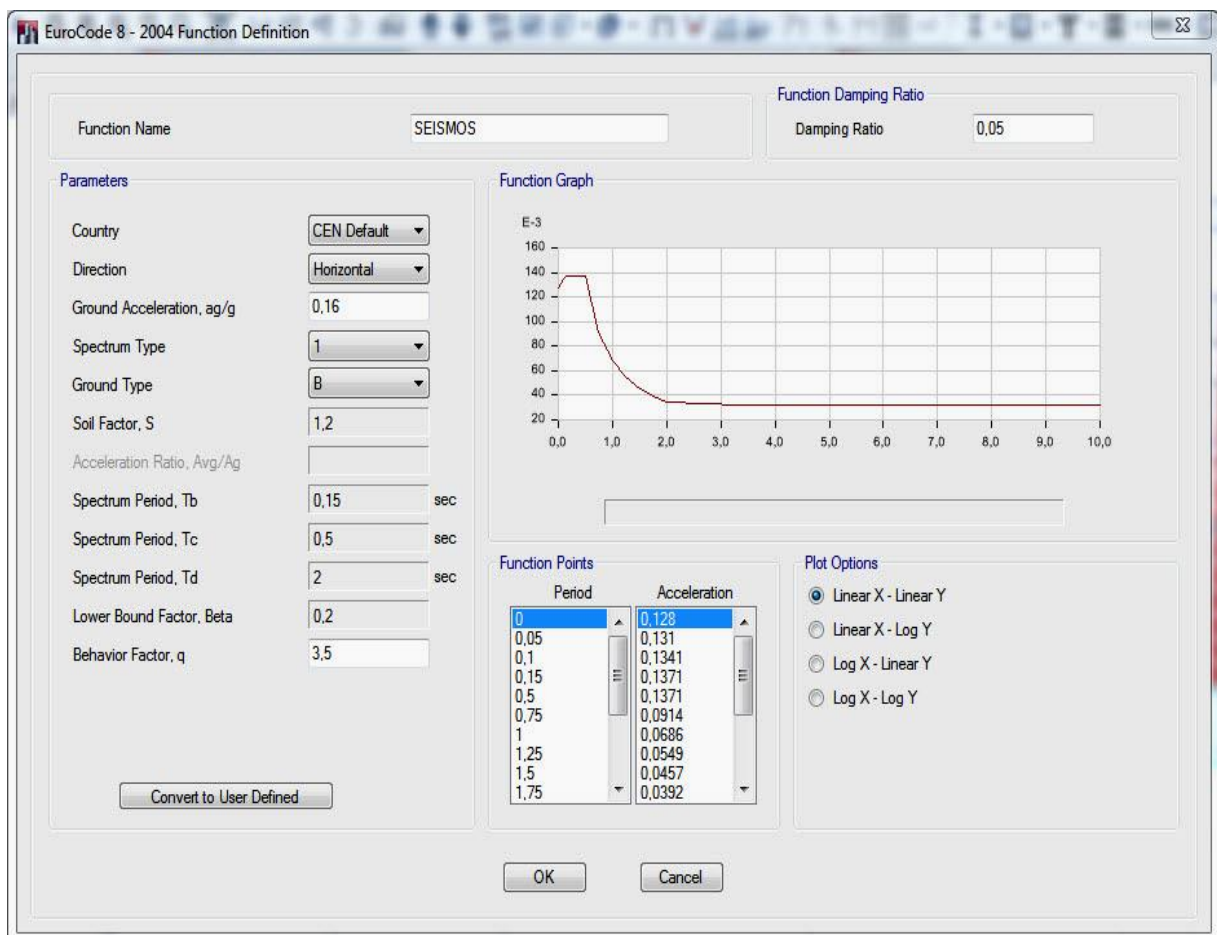 EuroCode 8 - 2004 Function Definition
Function Name
SEISMOS
Function Damping Ratio
Damping Ratio
0,05
Parameters
Country
CEN Default
Direction
Horizontal
Ground Acceleration, ag/g
0,16
Spectrum Type
1
Ground Type
B
Soil Factor, S
1,2
Acceleration Ratio, Avg/Ag
Spectrum Period, Tb
0,15
sec
Spectrum Period, Tc
0,5
sec
Spectrum Period, Td
2
sec
Lower Bound Factor, Beta
0,2
Behavior Factor, q
3,5
Convert to User Defined
Function Graph
E-3
160
140
120
100
80
60
40
20
0,0 1,0 2,0 3,0 4,0 5,0 6,0 7,0 8,0 9,0 10,0
Function Points
Period Acceleration
0 0,128
0,05 0,131
0,1 0,1341
0,15 0,1371
0,5 0,1371
0,75 0,0914
1 0,0686
1,25 0,0549
1,5 0,0457
1,75 0,0392
Plot Options
Linear X - Linear Y
Linear X - Log Y
Log X - Linear Y
Log X - Log Y
OK
Cancel